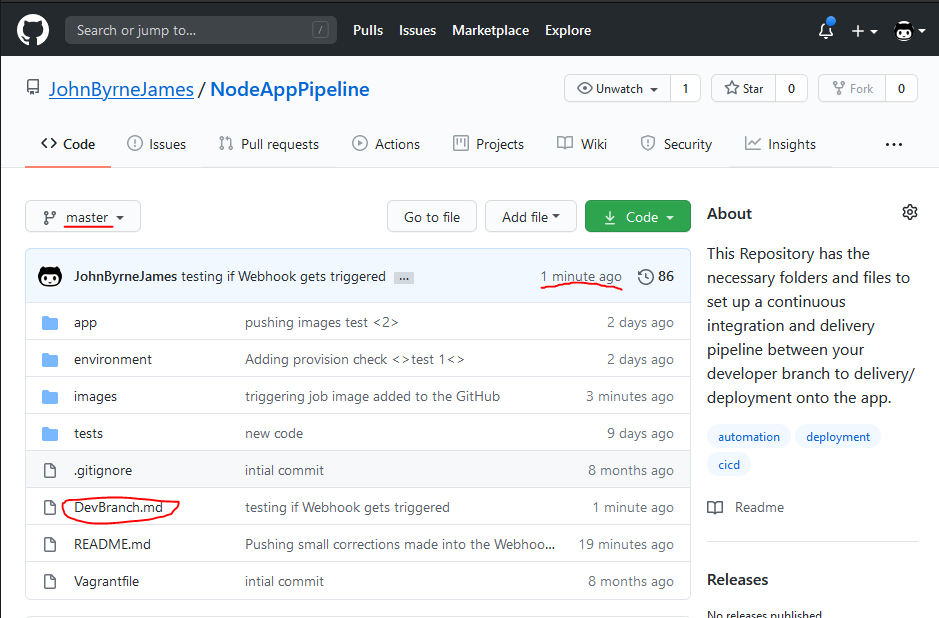 Search or jump to... / Pulls Issues Marketplace Explore
JohnByrneJames / NodeAppPipeline Unwatch 1 Star 0 Fork 0
Code Issues Pull requests Actions Projects Wiki Security Insights ...
master Go to file Add file Code
JohnByrneJames testing if Webhook gets triggered ... 1 minute ago 86
app pushing images test <2> 2 days ago
environment Adding provision check <>test 1<> 2 days ago
images triggering job image added to the GitHub 3 minutes ago
tests new code 9 days ago
.gitignore intial commit 8 months ago
DevBranch.md testing if Webhook gets triggered 1 minute ago
README.md Pushing small corrections made into the Webhoo... 19 minutes ago
Vagrantfile intial commit 8 months ago
About
This Repository has the
necessary folders and files to
set up a continuous
integration and delivery
pipeline between your
developer branch to delivery/
deployment onto the app.
automation deployment
cicd
Readme
Releases
No releases published